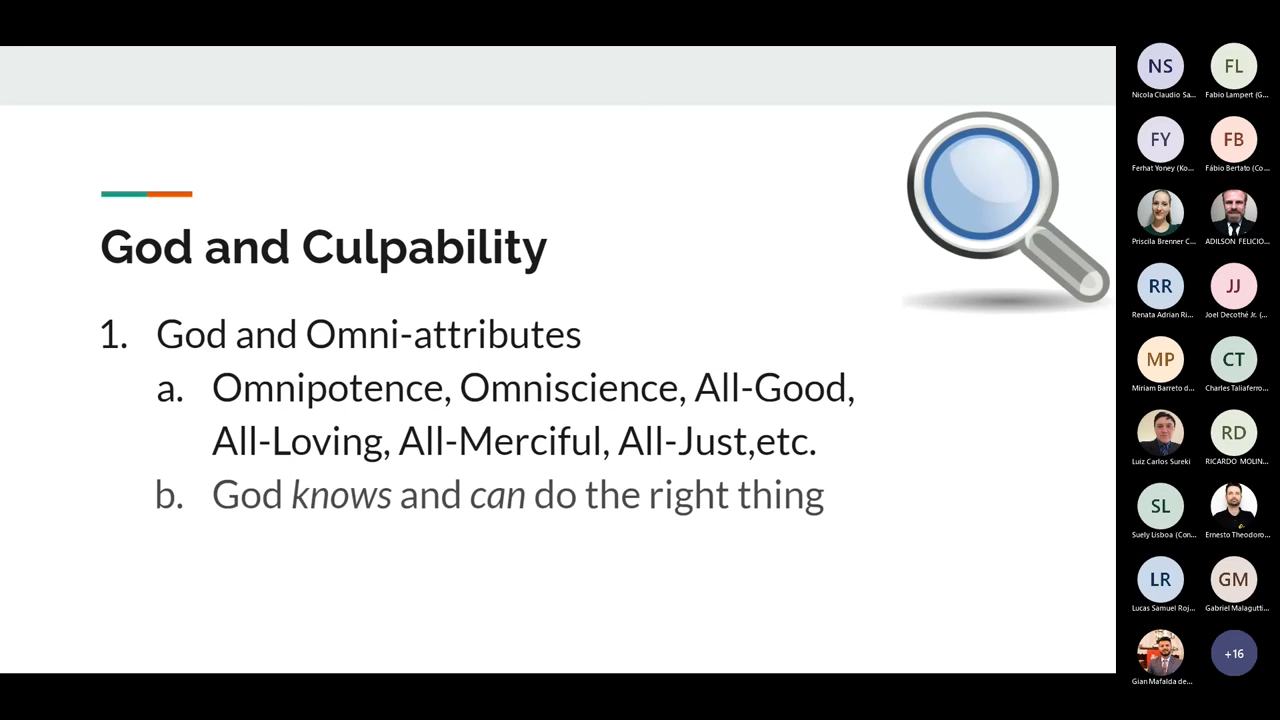 God and Culpability
1. God and Omni-attributes
a. Omnipotence, Omniscience, All-Good,
All-Loving, All-Merciful, All-Just,etc.
b. God knows and can do the right thing
NS FL
Nicola Claudio Sa... Fabio Lampert (G...
FY FB
Ferhat Yoney (Ko... Fábio Bertato (Co...
Priscila Brenner C... ADILSON FELICIO...
RR JJ
Renata Adrian Ri... Joel Decothé Jr. (...
MP CT
Miriam Barreto d... Charles Taliaferro...
RD
Luiz Carlos Sureki RICARDO MOLIN...
SL
Suely Lisboa (Con... Ernesto Theodoro...
LR GM
Lucas Samuel Roj... Gabriel Malagutti...
+16
Gian Mafalda de...